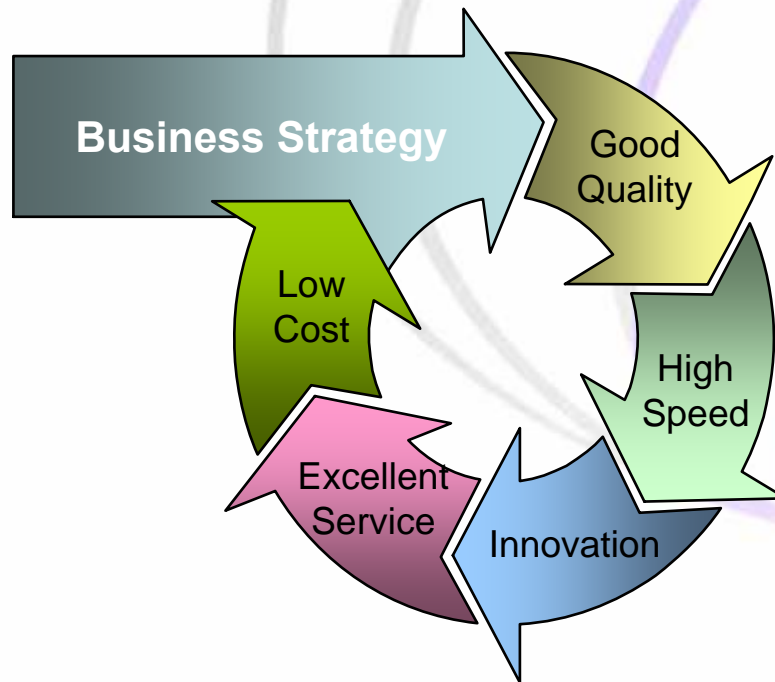 Business Strategy
Good
Quality
High
Speed
Innovation
Excellent
Service
Low
Cost